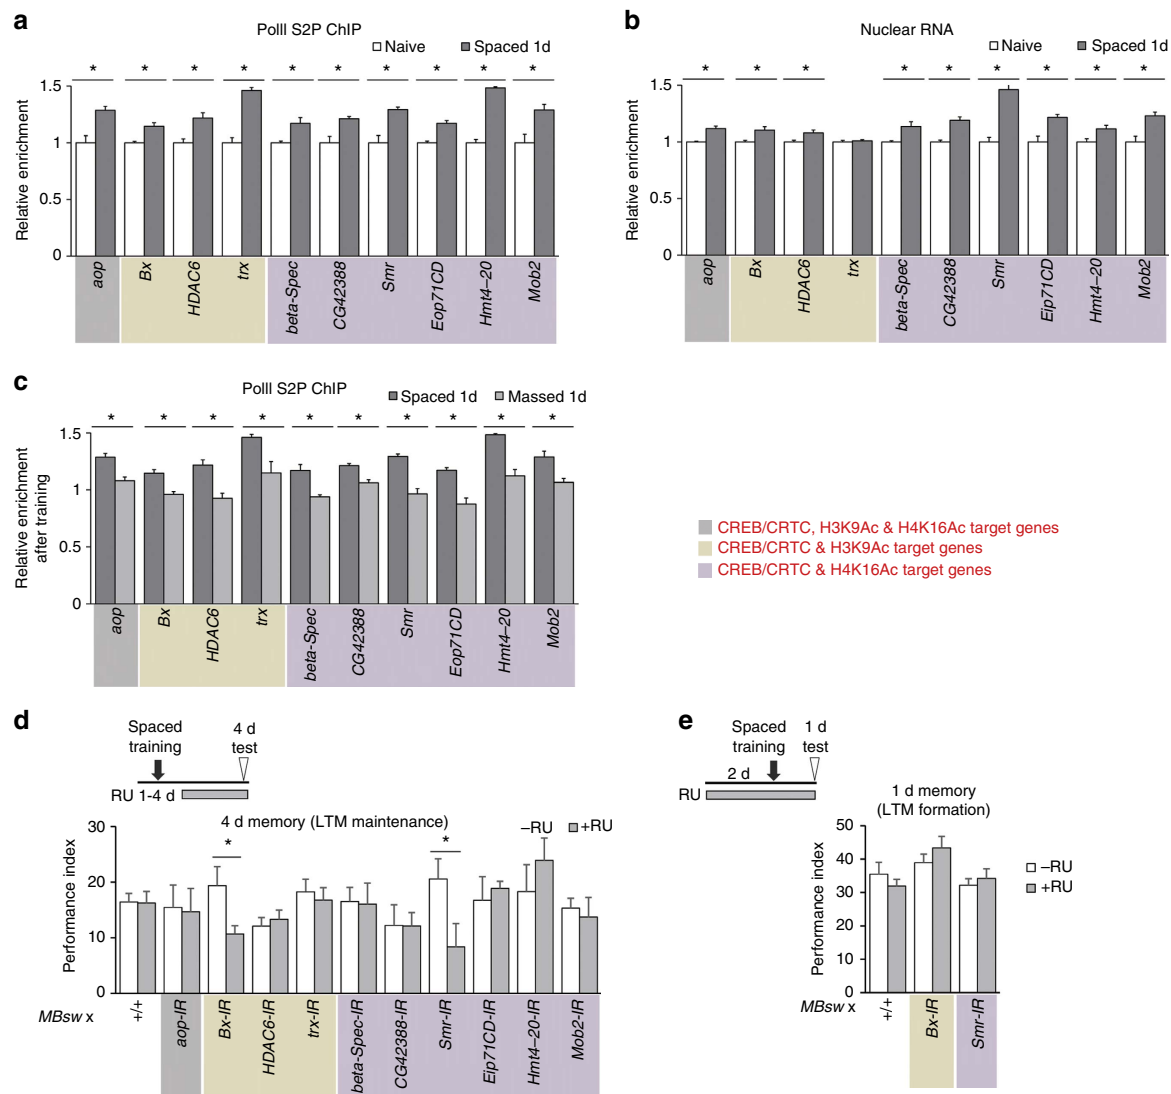 a
PolII S2P ChIP
Naive
Spaced 1d
* * * * * * * * * *
Relative enrichment
1.5
1
0.5
0
aop
Bx
HDAC6
trx
beta-Spec
CG42388
Smr
Eop71CD
Hmt4–20
Mob2
b
Nuclear RNA
Naive
Spaced 1d
* * * * * * * * *
Relative enrichment
1.5
1
0.5
0
aop
Bx
HDAC6
trx
beta-Spec
CG42388
Smr
Eip71CD
Hmt4–20
Mob2
c
PolII S2P ChIP
Spaced 1d
Massed 1d
* * * * * * * * * *
Relative enrichment
after training
1.5
1
0.5
0
aop
Bx
HDAC6
trx
beta-Spec
CG42388
Smr
Eop71CD
Hmt4–20
Mob2
CREB/CRTC, H3K9Ac & H4K16Ac target genes
CREB/CRTC & H3K9Ac target genes
CREB/CRTC & H4K16Ac target genes
d
Spaced
training
4 d
test
RU 1-4 d
4 d memory (LTM maintenance)
–RU
+RU
* *
Performance index
30
20
10
0
MBsw x
+/+
aop-IR
Bx-IR
HDAC6-IR
trx-IR
beta-Spec-IR
CG42388-IR
Smr-IR
Eip71CD-IR
Hmt4–20-IR
Mob2-IR
e
Spaced
training
1 d
test
2 d
RU
1 d memory
(LTM formation)
–RU
+RU
Performance index
50
40
30
20
10
0
MBsw x
+/+
Bx-IR
Smr-IR